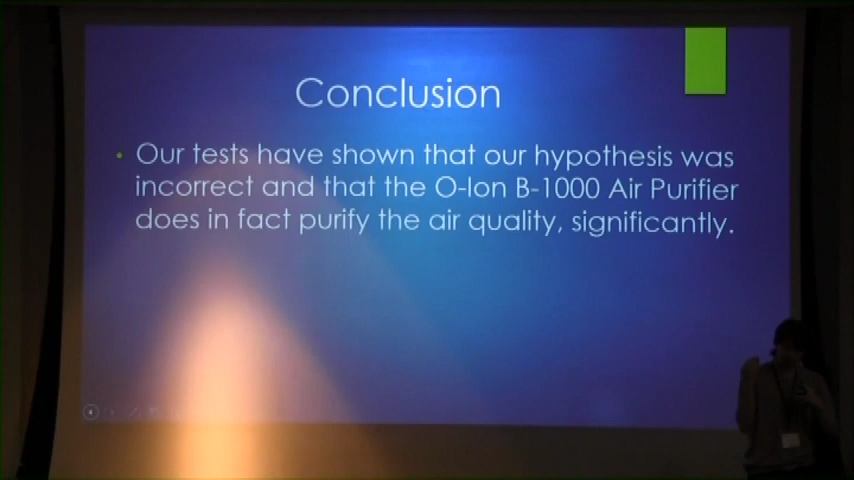 Conclusion
Our tests have shown that our hypothesis was
incorrect and that the O-Ion B-1000 Air Purifier
does in fact purify the air quality, significantly.